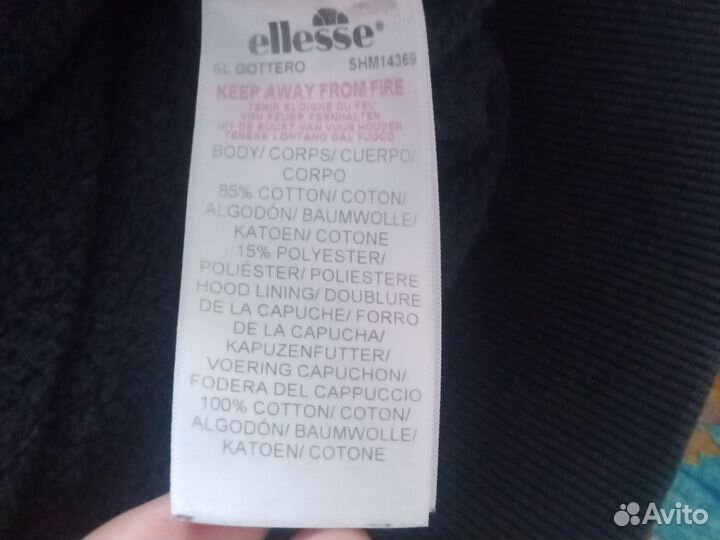 ellesse®
SL GOTTERO SHM14369
KEEP AWAY FROM FIRE
TENIR ELOIGNE DU FEU
VON FEUER FERNHALTEN
UIT DE BUURT VAN VUUR HOUDEN
TENERE LONTANO DAL FUOCO
BODY/ CORPS/ CUERPO/
CORPO
85% COTTON/ COTON/
ALGODÓN/ BAUMWOLLE/
KATOEN/ COTONE
15% POLYESTER/
POLIÉSTER/ POLIESTERE
HOOD LINING/ DOUBLURE
DE LA CAPUCHE/ FORRO
DE LA CAPUCHA/
KAPUZENFUTTER/
VOERING CAPUCHON/
FODERA DEL CAPPUCCIO
100% COTTON/ COTON/
ALGODÓN/ BAUMWOLLE/
KATOEN/ COTONE
Avito